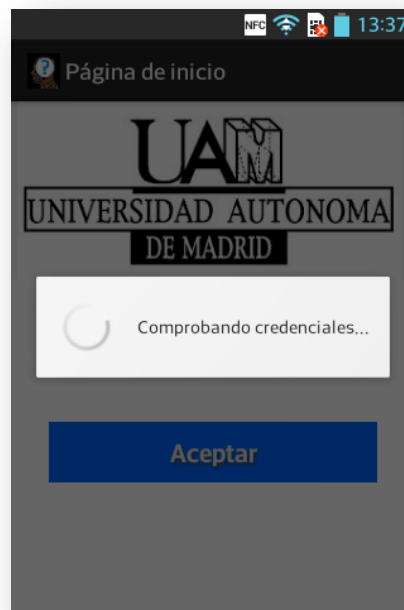 NFC 13:37
Página de inicio
UAM
UNIVERSIDAD AUTONOMA
DE MADRID
Comprobando credenciales...
Aceptar